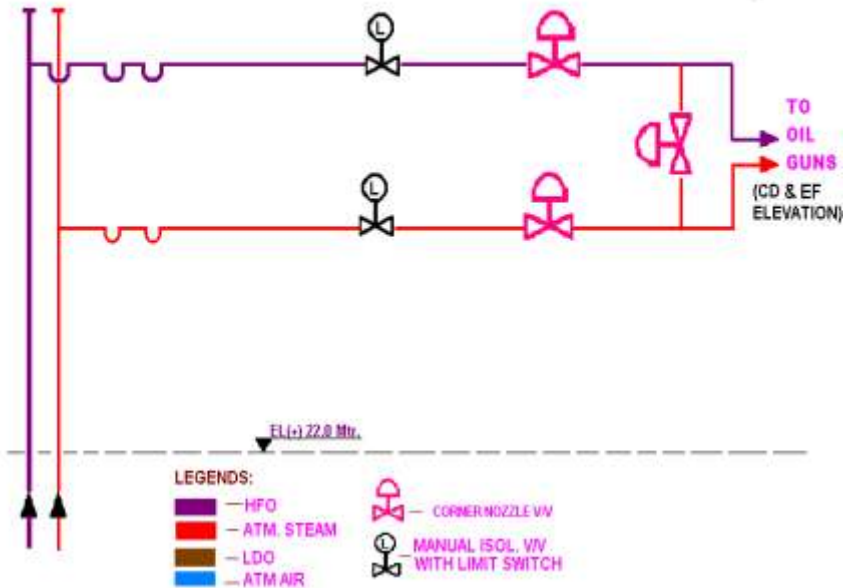 L
TO
OIL
GUNS
(CD & EF
ELEVATION)
L
EL(+) 22.0 Mtr.
LEGENDS:
HFO
ATM. STEAM
LDO
ATM AIR
CORNER NOZZLE V/V
L
MANUAL ISOL. V/V
WITH LIMIT SWITCH